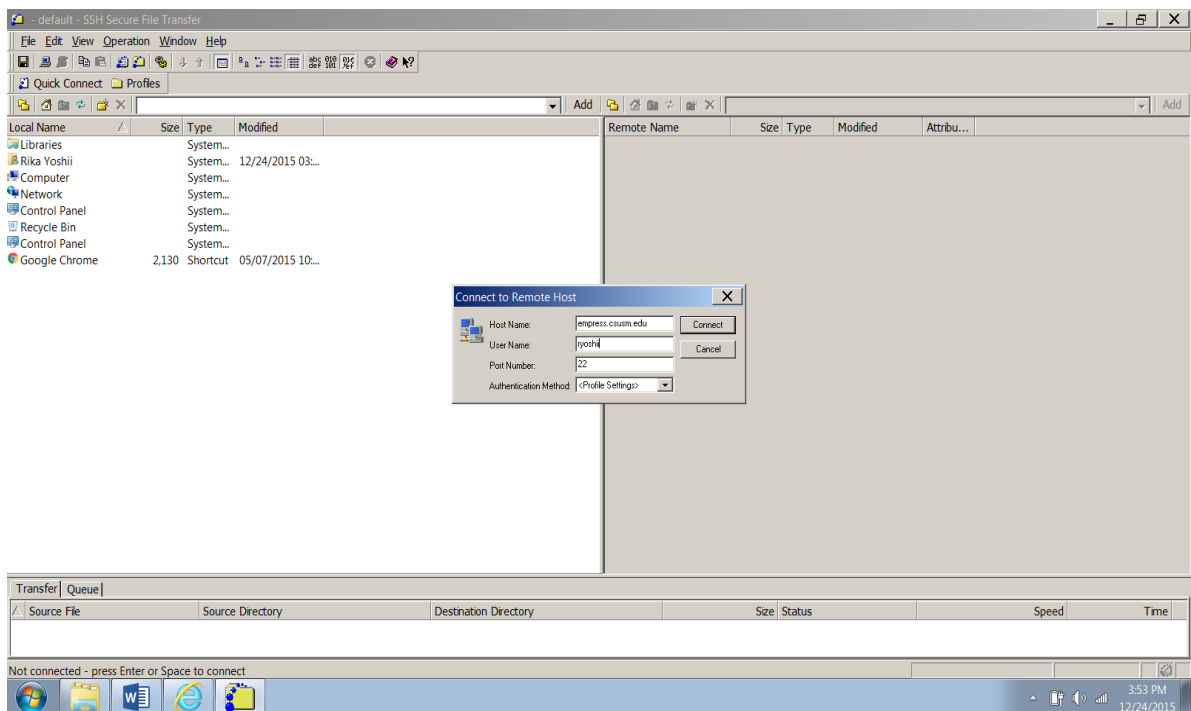 - default - SSH Secure File Transfer
File Edit View Operation Window Help
Quick Connect Profiles
Add Add
Local Name Size Type Modified
Remote Name Size Type Modified Attribu...
Libraries System...
Rika Yoshii System... 12/24/2015 03:...
Computer System...
Network System...
Control Panel System...
Recycle Bin System...
Control Panel System...
Google Chrome 2,130 Shortcut 05/07/2015 10:...
Connect to Remote Host
Host Name: empress.csusm.edu Connect
User Name: ryoshii Cancel
Port Number: 22
Authentication Method: <Profile Settings>
Transfer Queue
Source File Source Directory Destination Directory Size Status Speed Time
Not connected - press Enter or Space to connect
3:53 PM
12/24/2015